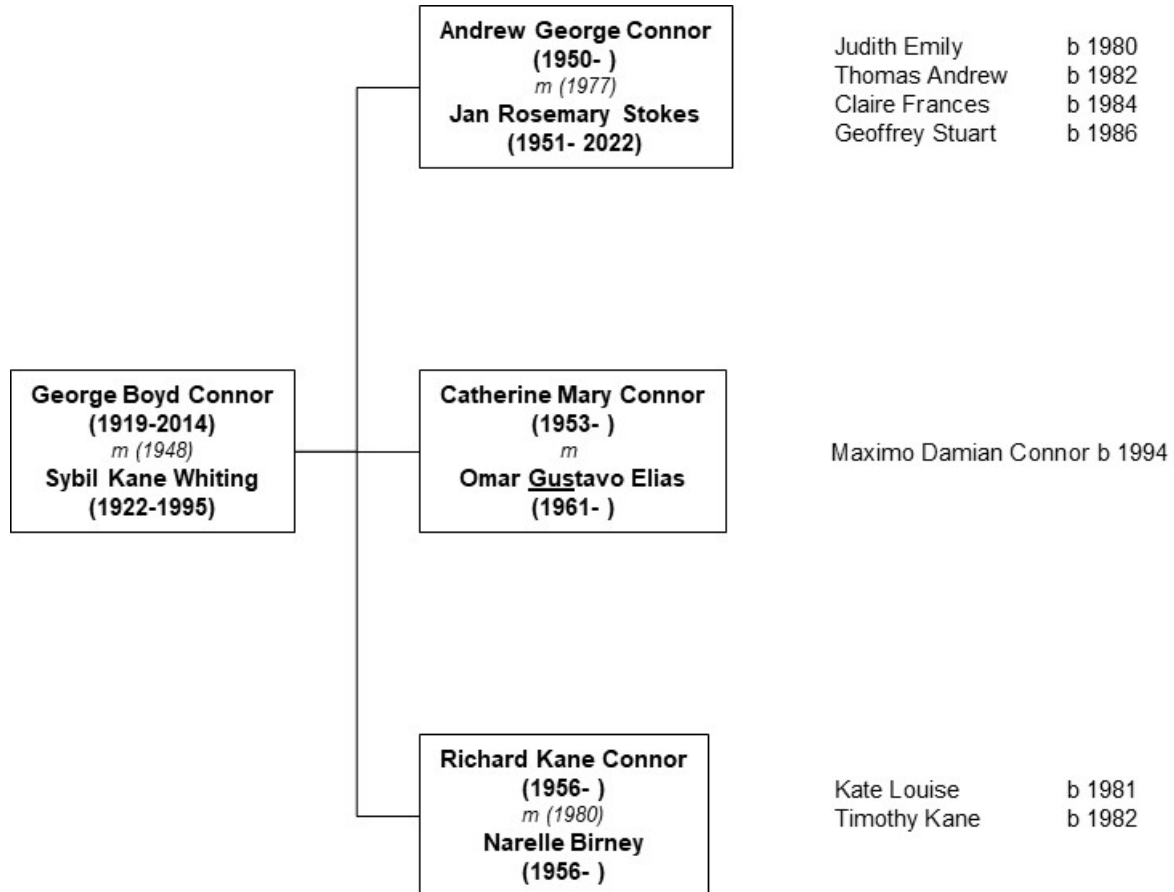 Andrew George Connor
(1950- )
m (1977)
Jan Rosemary Stokes
(1951- 2022)
Judith Emily b 1980
Thomas Andrew b 1982
Claire Frances b 1984
Geoffrey Stuart b 1986
George Boyd Connor
(1919-2014)
m (1948)
Sybil Kane Whiting
(1922-1995)
Catherine Mary Connor
(1953- )
m
Omar Gustavo Elias
(1961- )
Maximo Damian Connor b 1994
Richard Kane Connor
(1956- )
m (1980)
Narelle Birney
(1956- )
Kate Louise b 1981
Timothy Kane b 1982